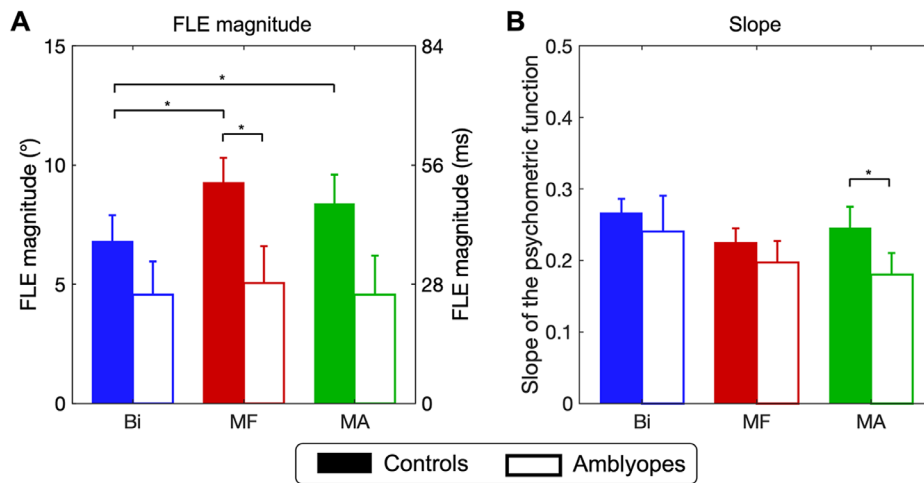 A
FLE magnitude
B
Slope
15
10
5
0
FLE magnitude (°)
84
56
28
0
FLE magnitude (ms)
*
*
*
Bi
MF
MA
0.5
0.4
0.3
0.2
0.1
0
Slope of the psychometric function
*
Bi
MF
MA
Controls
Amblyopes